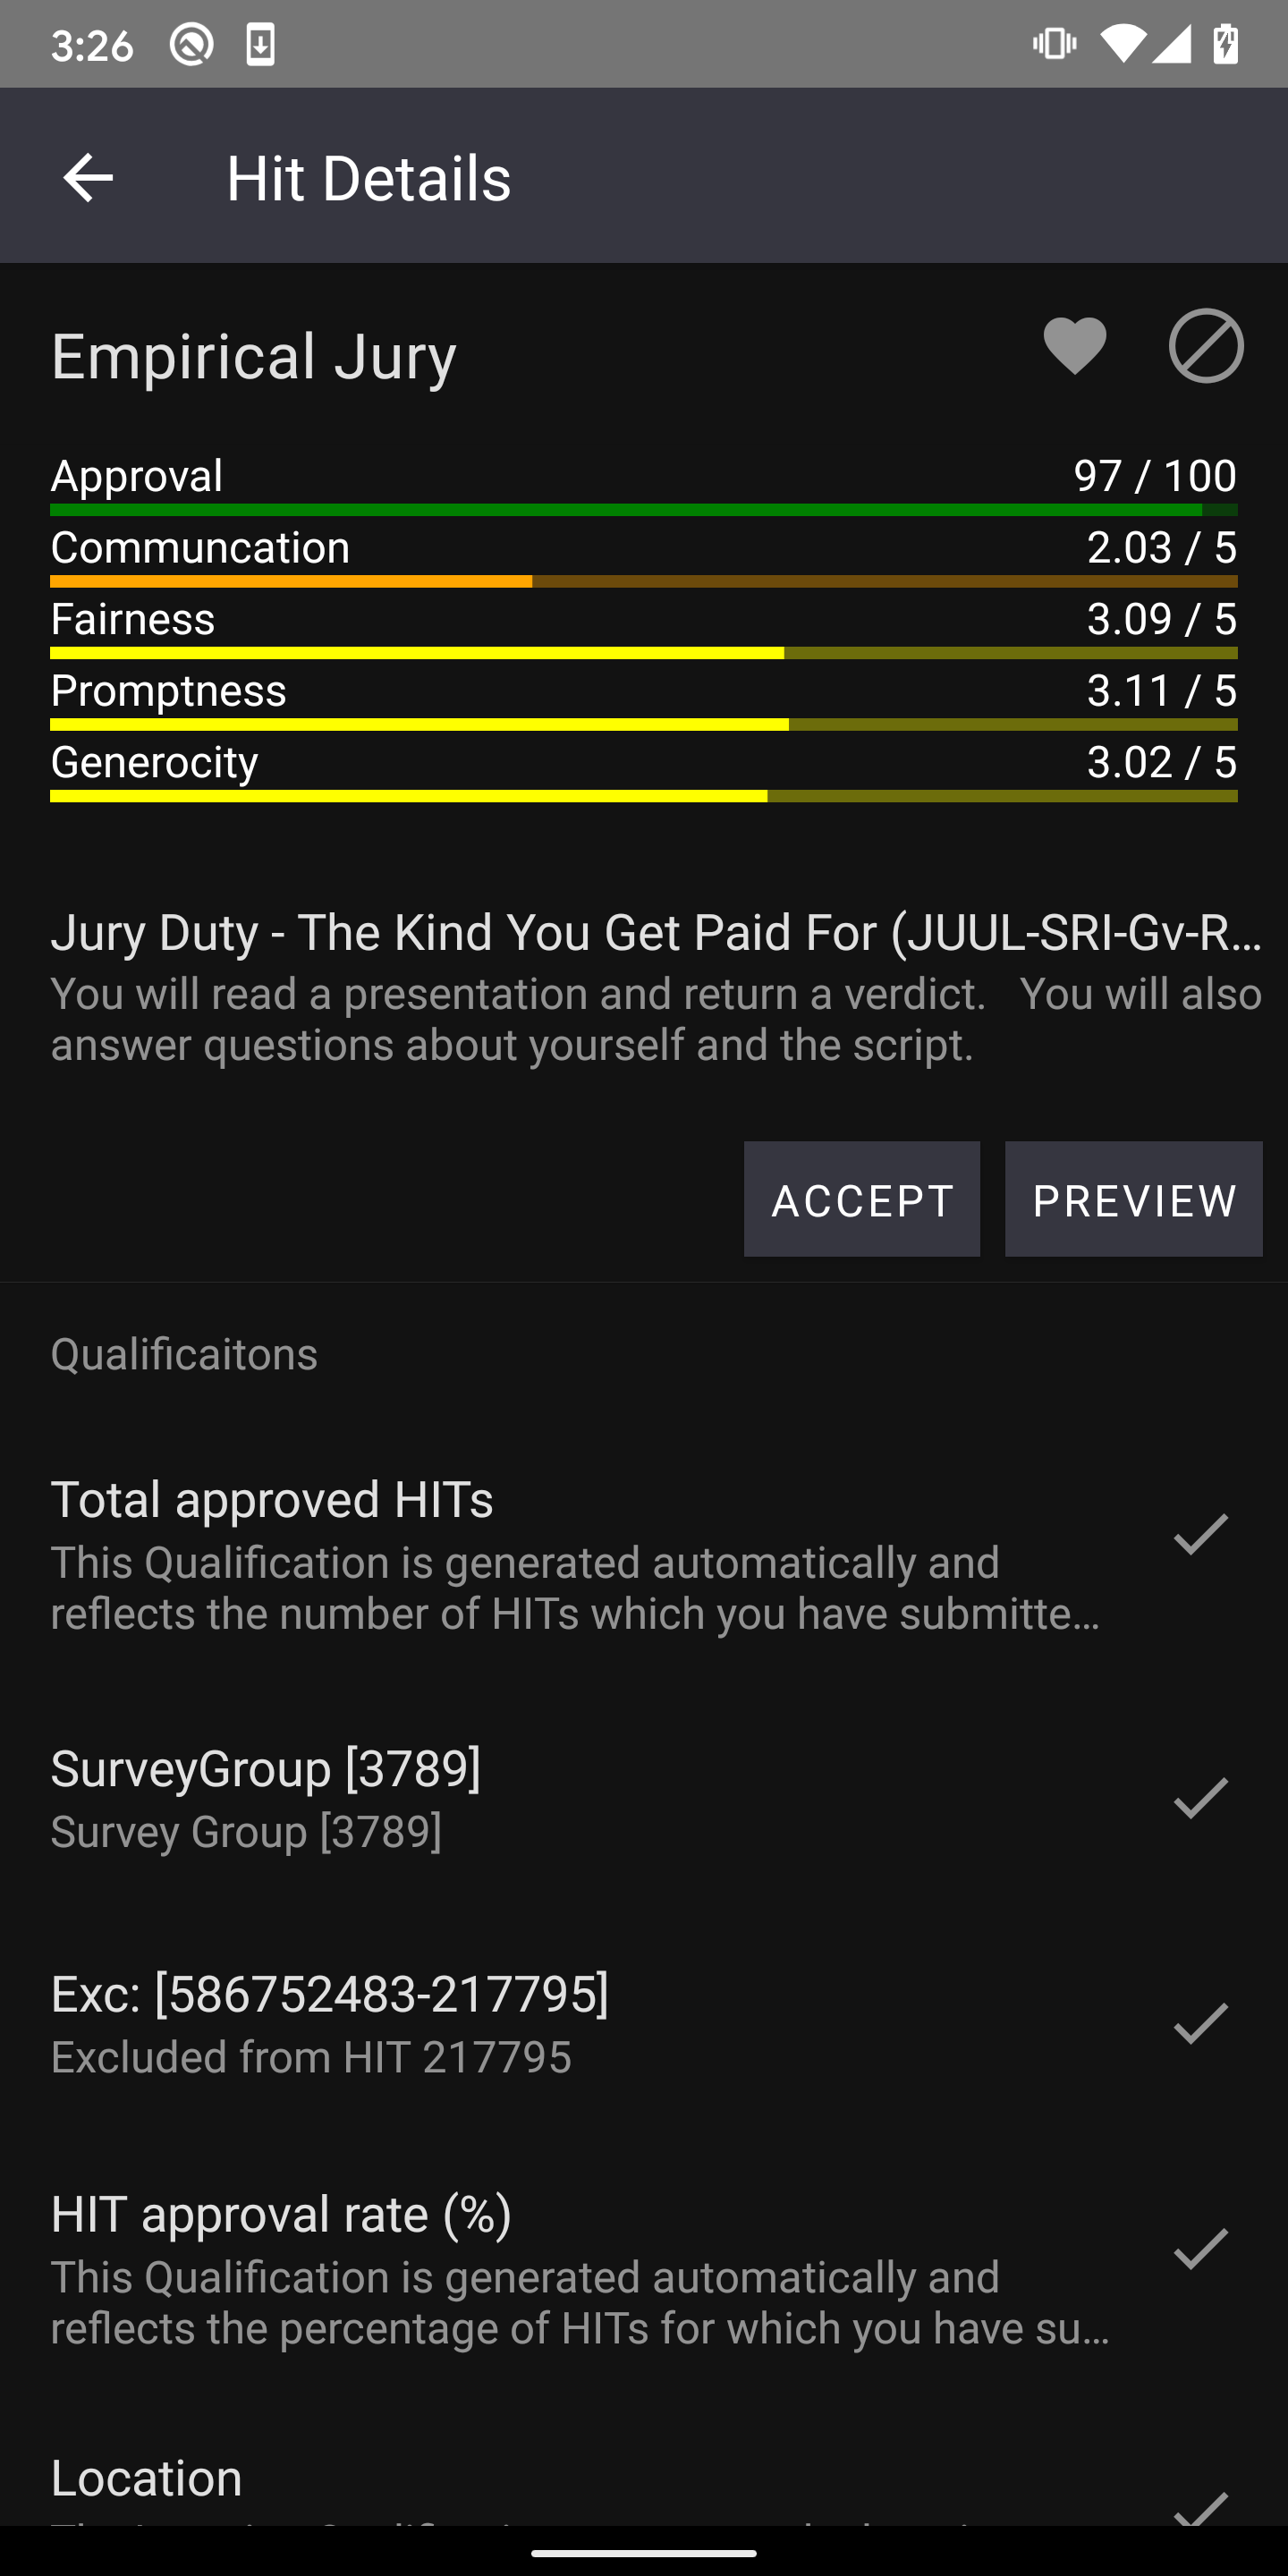 3:26
Hit Details
Empirical Jury
Approval 97 / 100
Communcation 2.03 / 5
Fairness 3.09 / 5
Promptness 3.11 / 5
Generocity 3.02 / 5
Jury Duty - The Kind You Get Paid For (JUUL-SRI-Gv-R…
You will read a presentation and return a verdict.   You will also
answer questions about yourself and the script.
ACCEPT PREVIEW
Qualificaitons
Total approved HITs
This Qualification is generated automatically and
reflects the number of HITs which you have submitte…
SurveyGroup [3789]
Survey Group [3789]
Exc: [586752483-217795]
Excluded from HIT 217795
HIT approval rate (%)
This Qualification is generated automatically and
reflects the percentage of HITs for which you have su…
Location